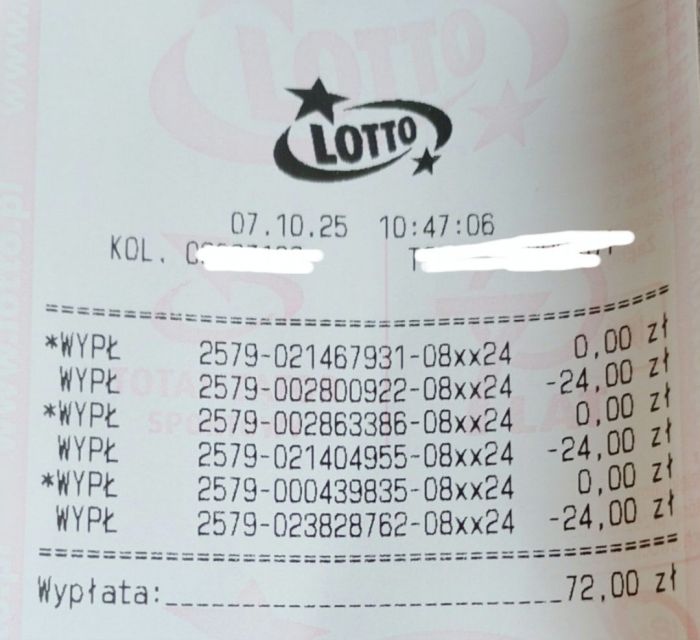 LOTTO
07.10.25 10:47:06
KOL.
================================
*WYPŁ 2579-021467931-08xx24 0,00 zł
WYPŁ 2579-002800922-08xx24 -24,00 zł
*WYPŁ 2579-002863386-08xx24 0,00 zł
WYPŁ 2579-021404955-08xx24 -24,00 zł
*WYPŁ 2579-000439835-08xx24 0,00 zł
WYPŁ 2579-023828762-08xx24 -24,00 zł
================================
Wypłata:_______________________72,00 zł